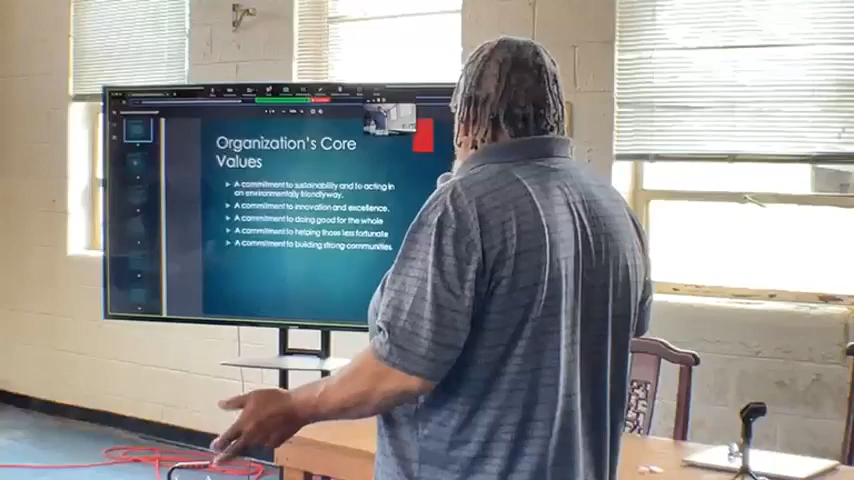 Organization's Core
Values
A commitment to sustainability and to acting in
an environmentally friendly way.
A commitment to innovation and excellence.
A commitment to doing good for the whole
A commitment to helping those less fortunate
A commitment to building strong communities.